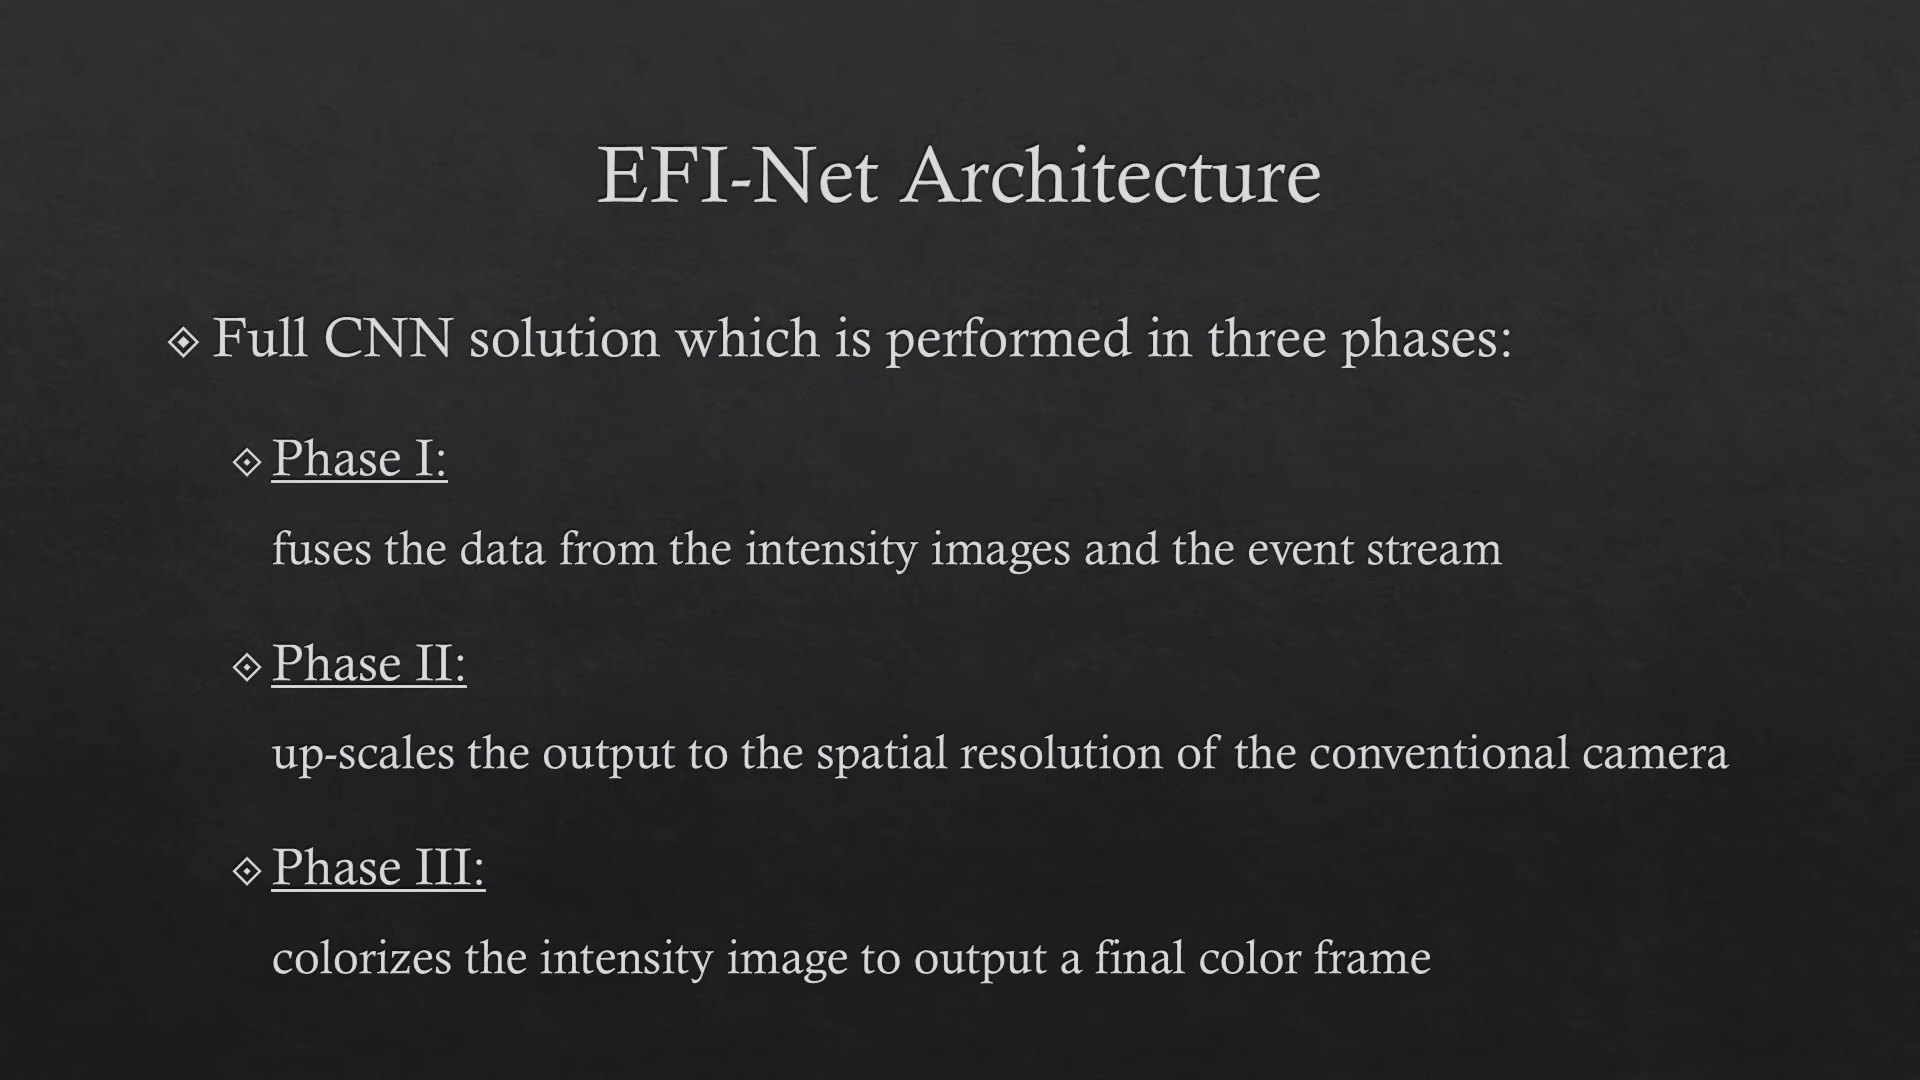 EFI-Net Architecture
Full CNN solution which is performed in three phases:
Phase I:
fuses the data from the intensity images and the event stream
Phase II:
up-scales the output to the spatial resolution of the conventional camera
Phase III:
colorizes the intensity image to output a final color frame